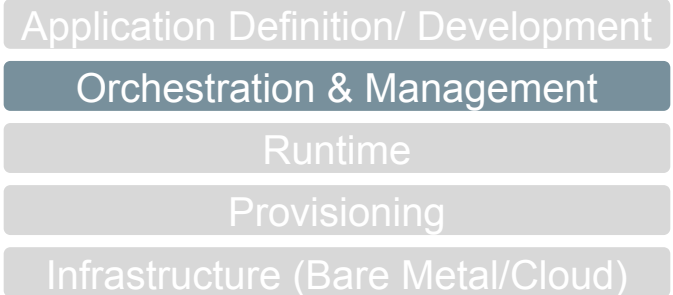 Application Definition/ Development
Orchestration & Management
Runtime
Provisioning
Infrastructure (Bare Metal/Cloud)